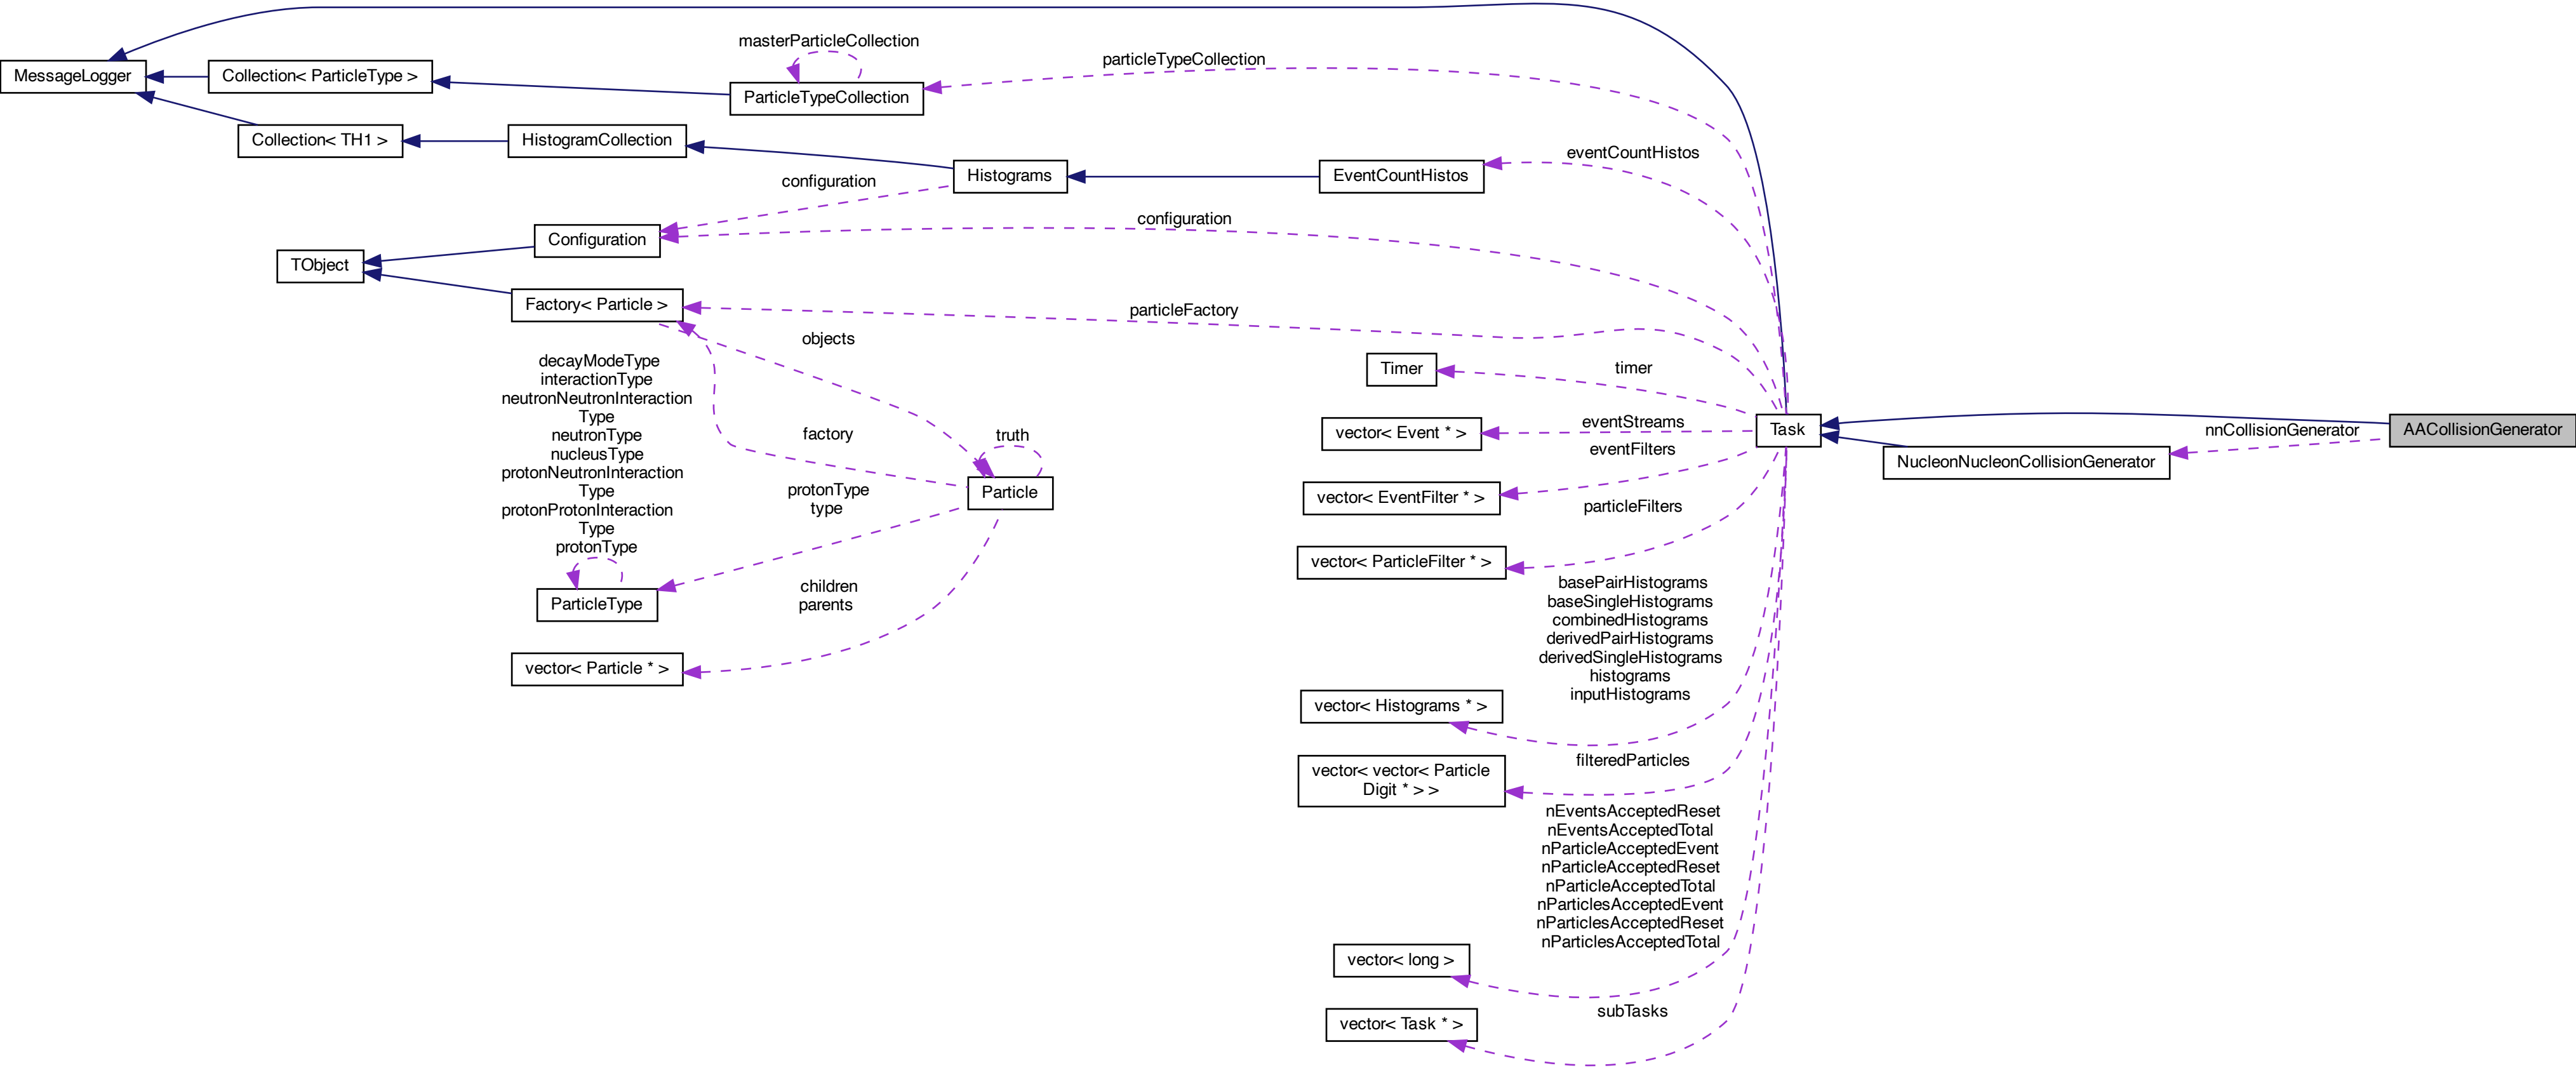 masterParticleCollection
particleTypeCollection
MessageLogger
Collection< ParticleType >
ParticleTypeCollection
Collection< TH1 >
HistogramCollection
eventCountHistos
configuration
Histograms
EventCountHistos
configuration
Configuration
TObject
Factory< Particle >
particleFactory
objects
decayModeType
interactionType
neutronNeutronInteraction
Type
neutronType
nucleusType
protonNeutronInteraction
Type
protonProtonInteraction
Type
protonType
factory
truth
Particle
protonType
type
ParticleType
children
parents
vector< Particle * >
Timer
timer
eventStreams
vector< Event * >
eventFilters
vector< EventFilter * >
particleFilters
vector< ParticleFilter * >
Task
nnCollisionGenerator
AACollisionGenerator
NucleonNucleonCollisionGenerator
basePairHistograms
baseSingleHistograms
combinedHistograms
derivedPairHistograms
derivedSingleHistograms
histograms
inputHistograms
vector< Histograms * >
filteredParticles
vector< vector< Particle
Digit * > >
nEventsAcceptedReset
nEventsAcceptedTotal
nParticleAcceptedEvent
nParticleAcceptedReset
nParticleAcceptedTotal
nParticlesAcceptedEvent
nParticlesAcceptedReset
nParticlesAcceptedTotal
vector< long >
subTasks
vector< Task * >